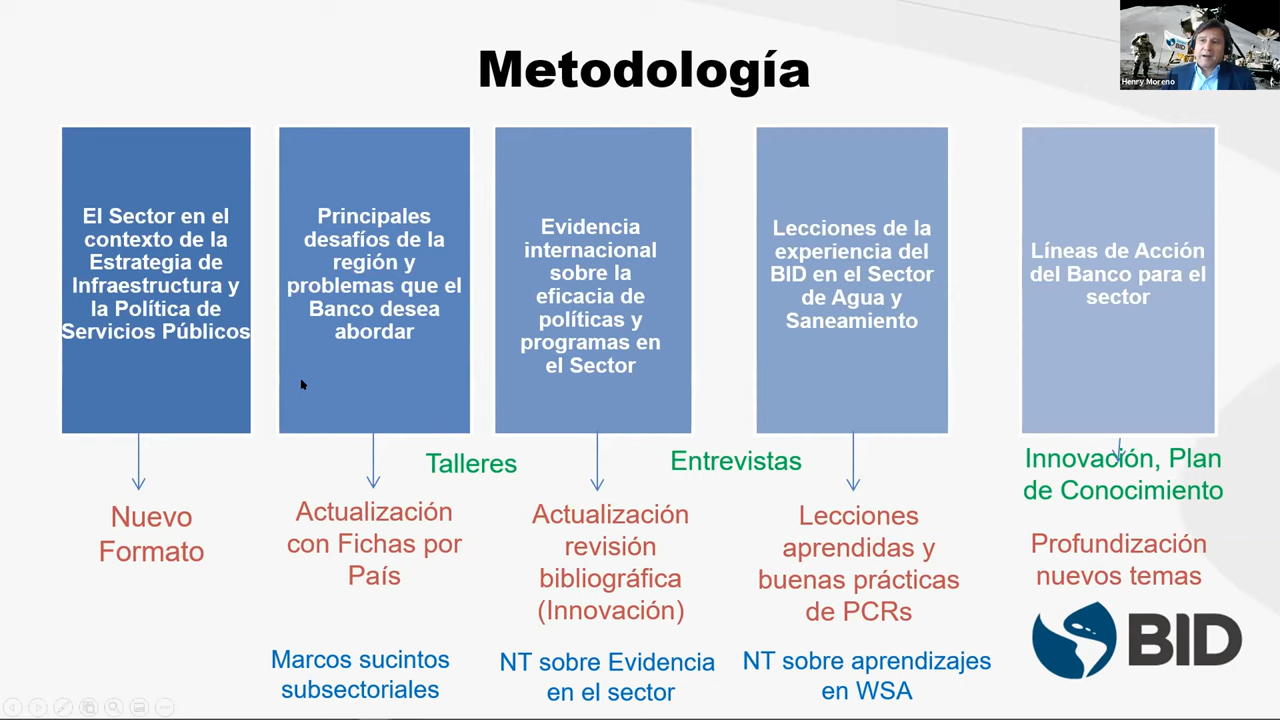 Metodología
BID
Henry Moreno
El Sector en el
contexto de la
Estrategia de
Infraestructura y
la Política de
Servicios Públicos
Principales
desafíos de la
región y
problemas que el
Banco desea
abordar
Evidencia
internacional
sobre la
eficacia de
políticas y
programas en
el Sector
Lecciones de la
experiencia del
BID en el Sector
de Agua y
Saneamiento
Líneas de Acción
del Banco para el
sector
Talleres
Entrevistas
Innovación, Plan
de Conocimiento
Nuevo
Formato
Actualización
con Fichas por
País
Actualización
revisión
bibliográfica
(Innovación)
Lecciones
aprendidas y
buenas prácticas
de PCRs
Profundización
nuevos temas
Marcos sucintos
subsectoriales
NT sobre Evidencia
en el sector
NT sobre aprendizajes
en WSA
BID